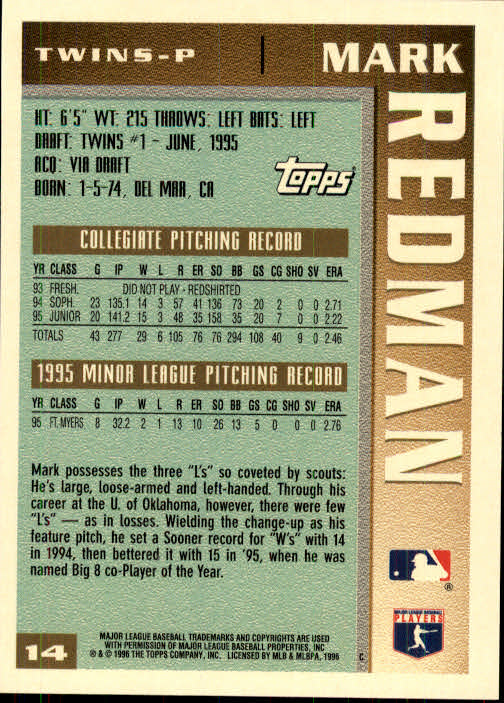 TWINS-P
MARK
REDMAN
HT: 6'5" WT: 215 THROWS: LEFT BATS: LEFT
DRAFT: TWINS #1 - JUNE, 1995
ACQ: VIA DRAFT
BORN: 1-5-74, DEL MAR, CA
TOPPS
COLLEGIATE PITCHING RECORD
YR CLASS G IP W L R ER SO BB GS CG SHO SV ERA
93 FRESH. DID NOT PLAY - REDSHIRTED
94 SOPH. 23 135.1 14 3 57 41 136 73 20 2 0 0 2.71
95 JUNIOR 20 141.2 15 3 48 35 158 35 20 7 0 0 2.22
TOTALS 43 277 29 6 105 76 76 294 108 40 9 0 2.46
1995 MINOR LEAGUE PITCHING RECORD
YR CLASS G IP W L R ER SO BB GS CG SHO SV ERA
95 FT.MYERS 8 32.2 2 1 13 10 26 13 5 0 0 0 2.76
Mark possesses the three "L's" so coveted by scouts:
He's large, loose-armed and left-handed. Through his
career at the U. of Oklahoma, however, there were few
"L's" — as in losses. Wielding the change-up as his
feature pitch, he set a Sooner record for "W's" with 14
in 1994, then bettered it with 15 in '95, when he was
named Big 8 co-Player of the Year.
®
MAJOR LEAGUE BASEBALL
PLAYERS
14
MAJOR LEAGUE BASEBALL TRADEMARKS AND COPYRIGHTS ARE USED
WITH PERMISSION OF MAJOR LEAGUE BASEBALL PROPERTIES, INC
® & © 1996 THE TOPPS COMPANY, INC. LICENSED BY MLB & MLBPA, 1996
C